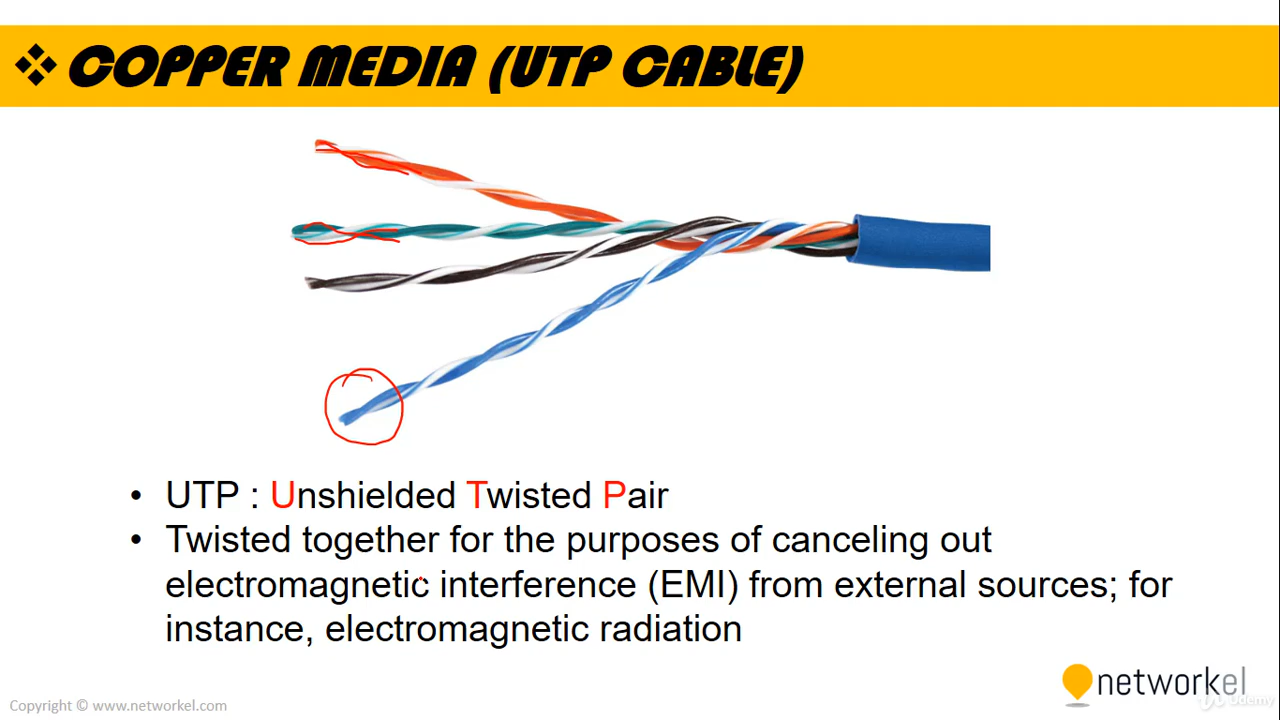 ❖ COPPER MEDIA (UTP CABLE)
• UTP : Unshielded Twisted Pair
• Twisted together for the purposes of canceling out
electromagnetic interference (EMI) from external sources; for
instance, electromagnetic radiation
networkel
Udemy
Copyright © www.networkel.com